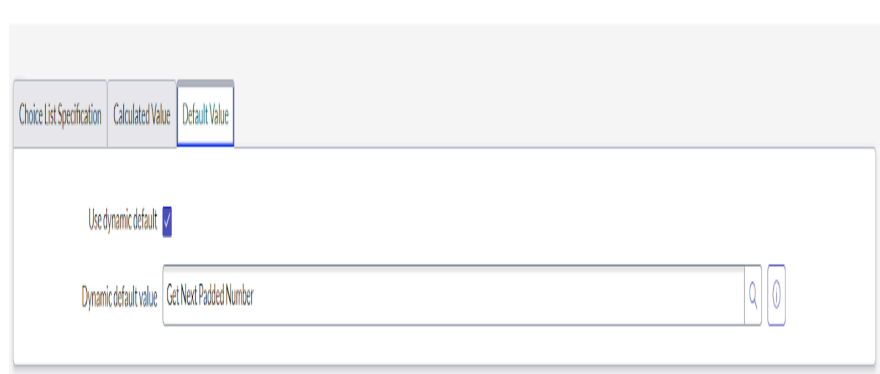 Choice List Specification Calculated Value Default Value
Use dynamic default
Dynamic default value Get Next Padded Number